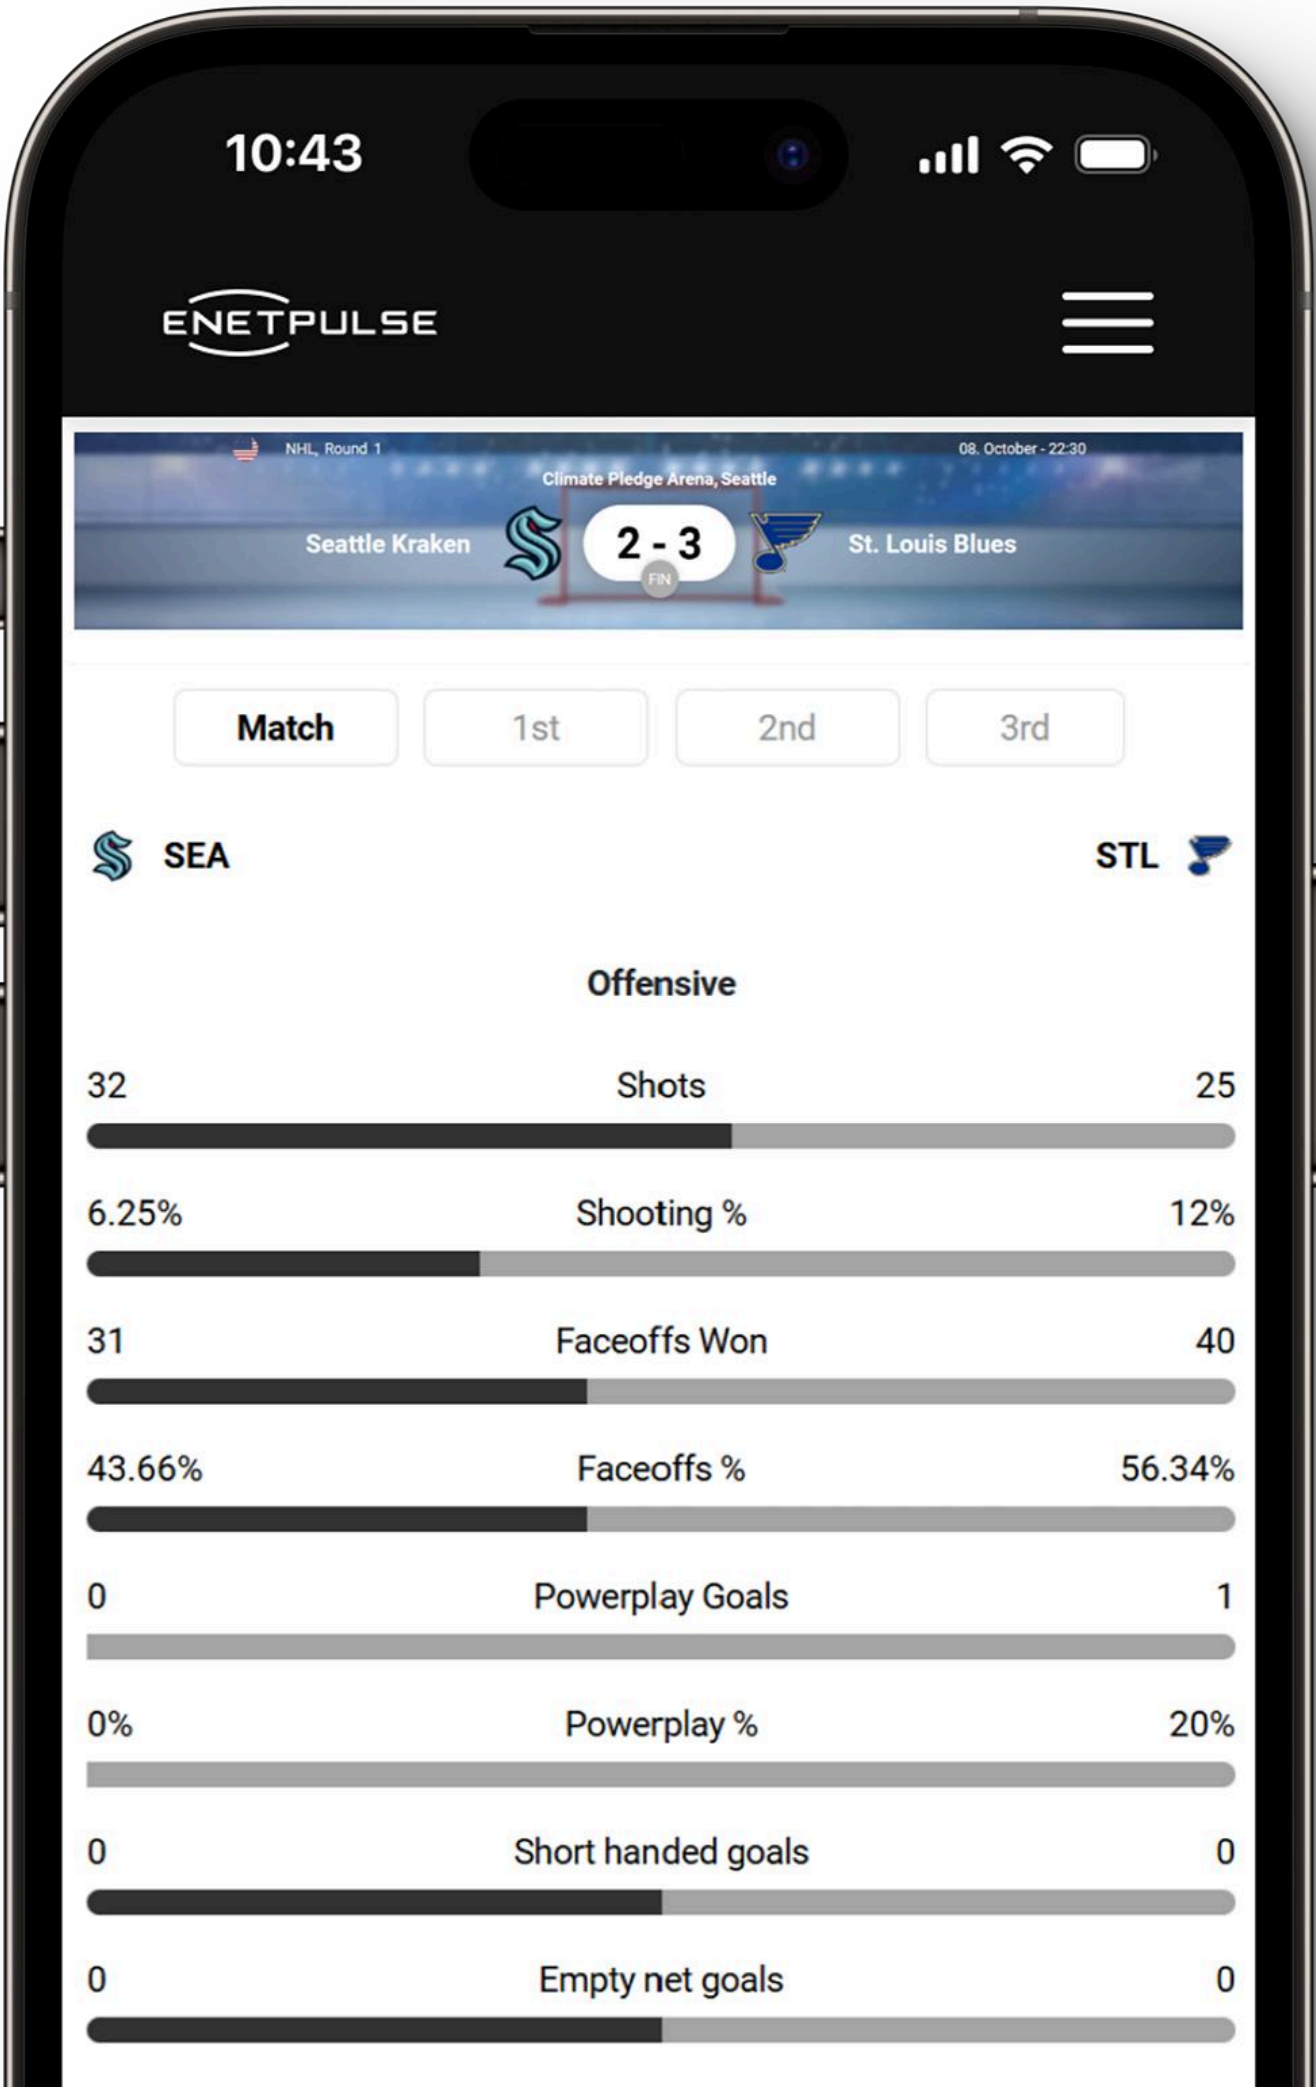 10:43
ENETPULSE
NHL, Round 1 08. October - 22:30
Climate Pledge Arena, Seattle
Seattle Kraken 2 - 3 St. Louis Blues
FIN
Match 1st 2nd 3rd
SEA STL
Offensive
32 Shots 25
6.25% Shooting % 12%
31 Faceoffs Won 40
43.66% Faceoffs % 56.34%
0 Powerplay Goals 1
0% Powerplay % 20%
0 Short handed goals 0
0 Empty net goals 0